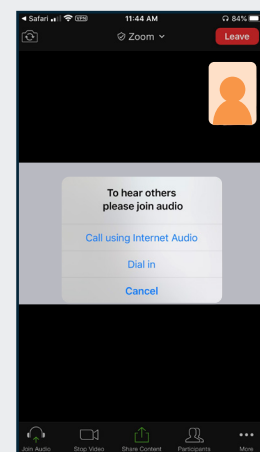 Safari VPN 11:44 AM 84%
Zoom Leave
To hear others
please join audio
Call using Internet Audio
Dial in
Cancel
Join Audio Stop Video Share Content Participants More